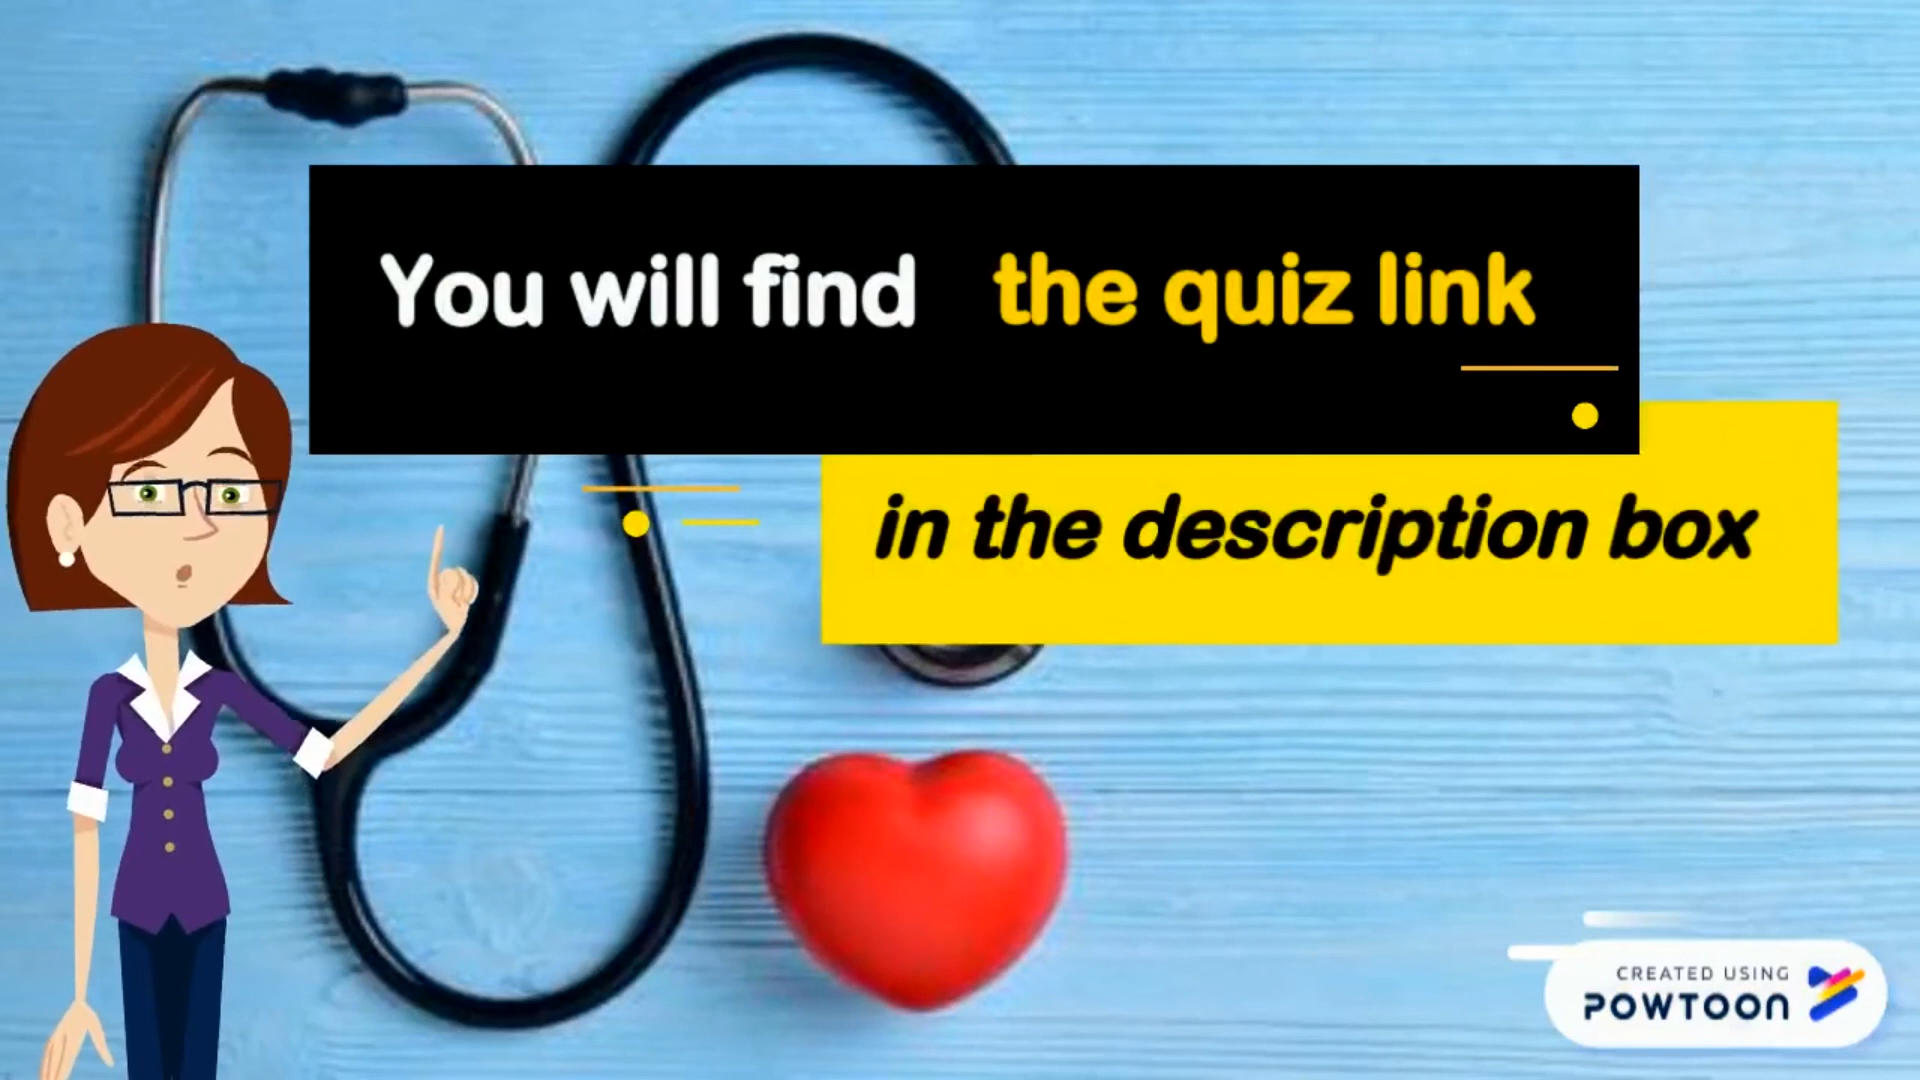 You will find the quiz link
in the description box
CREATED USING
POWTOON